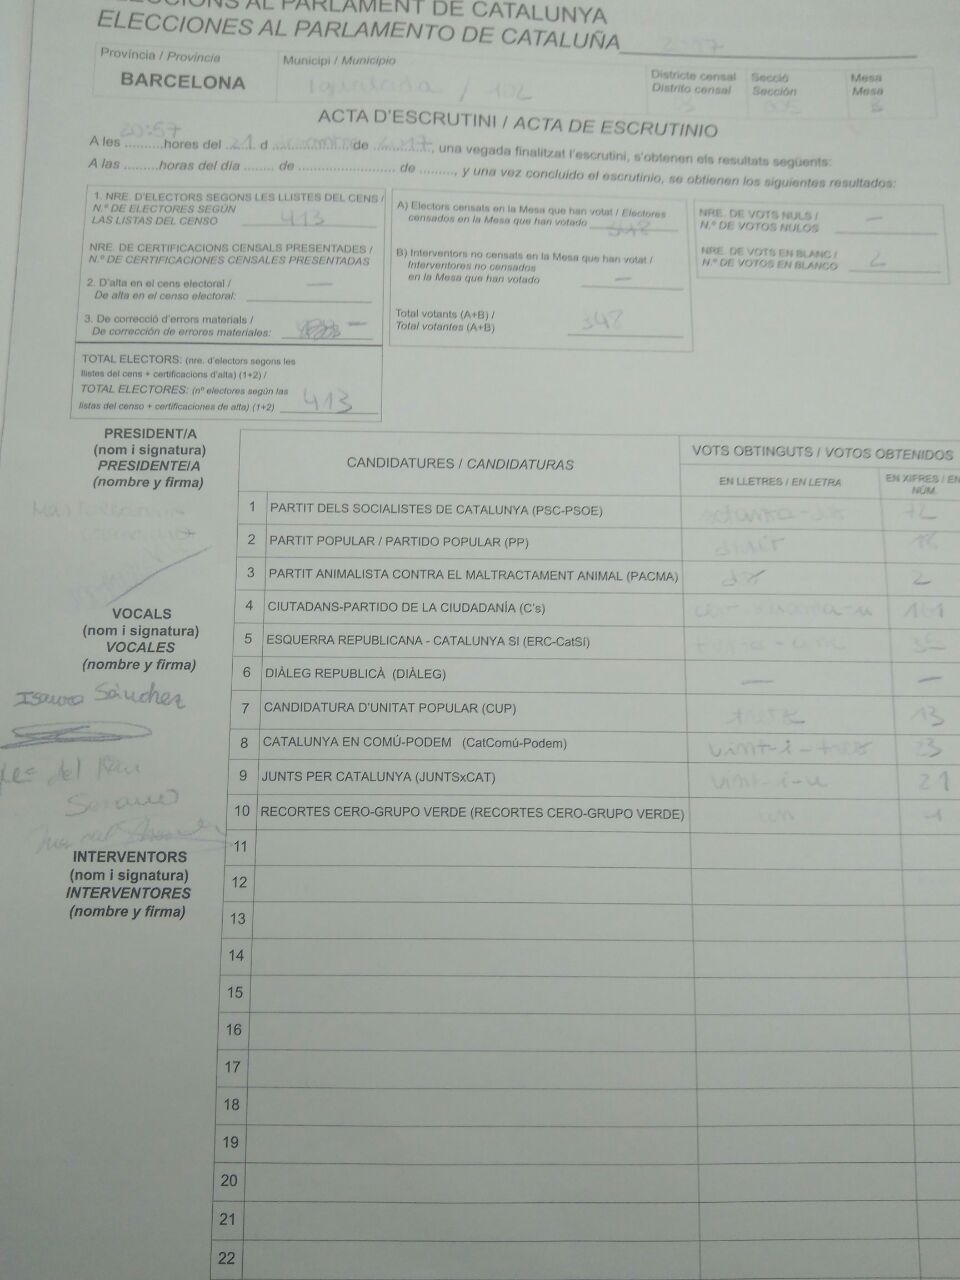 ELECCIONS AL PARLAMENT DE CATALUNYA
ELECCIONES AL PARLAMENTO DE CATALUÑA 2017
Província / Provincia
BARCELONA
Municipi / Municipio
Igualada / 102
Districte censal
Distrito censal
Secció
Sección
Mesa
Mesa
B
ACTA D'ESCRUTINI / ACTA DE ESCRUTINIO
20:57
A les ..........hores del 21 d de 2017, una vegada finalitzat l'escrutini, s'obtenen els resultats següents:
A las ..........horas del día ........ de .......................... de ........., y una vez concluido el escrutinio, se obtienen los siguientes resultados:
1. NRE. D'ELECTORS SEGONS LES LLISTES DEL CENS /
N.º DE ELECTORES SEGÚN
LAS LISTAS DEL CENSO 413
NRE. DE CERTIFICACIONS CENSALS PRESENTADES /
N.º DE CERTIFICACIONES CENSALES PRESENTADAS
2. D'alta en el cens electoral / —
De alta en el censo electoral:
3. De correcció d'errors materials /
De corrección de errores materiales: —
TOTAL ELECTORS: (nre. d'electors segons les
llistes del cens + certificacions d'alta) (1+2) /
TOTAL ELECTORES: (nº electores según las
listas del censo + certificaciones de alta) (1+2) 413
A) Electors censats en la Mesa que han votat / Electores
censados en la Mesa que han votado 348
B) Interventors no censats en la Mesa que han votat /
Interventores no censados
en la Mesa que han votado —
Total votants (A+B) /
Total votantes (A+B) 348
NRE. DE VOTS NULS /
N.º DE VOTOS NULOS —
NRE. DE VOTS EN BLANC /
N.º DE VOTOS EN BLANCO 2
PRESIDENT/A
(nom i signatura)
PRESIDENTE/A
(nombre y firma)
VOCALS
(nom i signatura)
VOCALES
(nombre y firma)
Isaura Sánchez
del
INTERVENTORS
(nom i signatura)
INTERVENTORES
(nombre y firma)
CANDIDATURES / CANDIDATURAS
VOTS OBTINGUTS / VOTOS OBTENIDOS
EN LLETRES / EN LETRA
EN XIFRES / EN
NÚM.
1 PARTIT DELS SOCIALISTES DE CATALUNYA (PSC-PSOE) setanta-dos 72
2 PARTIT POPULAR / PARTIDO POPULAR (PP) divuit 18
3 PARTIT ANIMALISTA CONTRA EL MALTRACTAMENT ANIMAL (PACMA) dos 2
4 CIUTADANS-PARTIDO DE LA CIUDADANÍA (C's) 161
5 ESQUERRA REPUBLICANA - CATALUNYA SI (ERC-CatSí) trenta-cinc 35
6 DIÀLEG REPUBLICÀ (DIÀLEG) — —
7 CANDIDATURA D'UNITAT POPULAR (CUP) tretze 13
8 CATALUNYA EN COMÚ-PODEM (CatComú-Podem) vint-i-tres 23
9 JUNTS PER CATALUNYA (JUNTSxCAT) vint-i-u 21
10 RECORTES CERO-GRUPO VERDE (RECORTES CERO-GRUPO VERDE) un 1
11
12
13
14
15
16
17
18
19
20
21
22